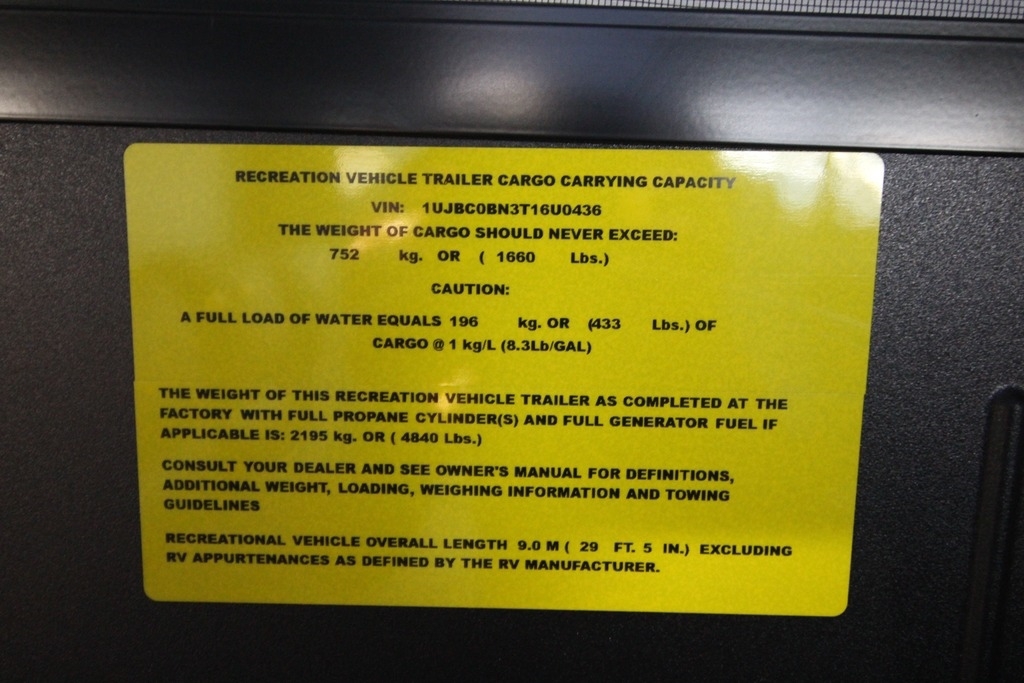 RECREATION VEHICLE TRAILER CARGO CARRYING CAPACITY
VIN: 1UJBC0BN3T16U0436
THE WEIGHT OF CARGO SHOULD NEVER EXCEED:
752 kg. OR ( 1660 Lbs.)
CAUTION:
A FULL LOAD OF WATER EQUALS 196 kg. OR (433 Lbs.) OF
CARGO @ 1 kg/L (8.3Lb/GAL)
THE WEIGHT OF THIS RECREATION VEHICLE TRAILER AS COMPLETED AT THE
FACTORY WITH FULL PROPANE CYLINDER(S) AND FULL GENERATOR FUEL IF
APPLICABLE IS: 2195 kg. OR ( 4840 Lbs.)
CONSULT YOUR DEALER AND SEE OWNER'S MANUAL FOR DEFINITIONS,
ADDITIONAL WEIGHT, LOADING, WEIGHING INFORMATION AND TOWING
GUIDELINES
RECREATIONAL VEHICLE OVERALL LENGTH 9.0 M ( 29 FT. 5 IN.) EXCLUDING
RV APPURTENANCES AS DEFINED BY THE RV MANUFACTURER.